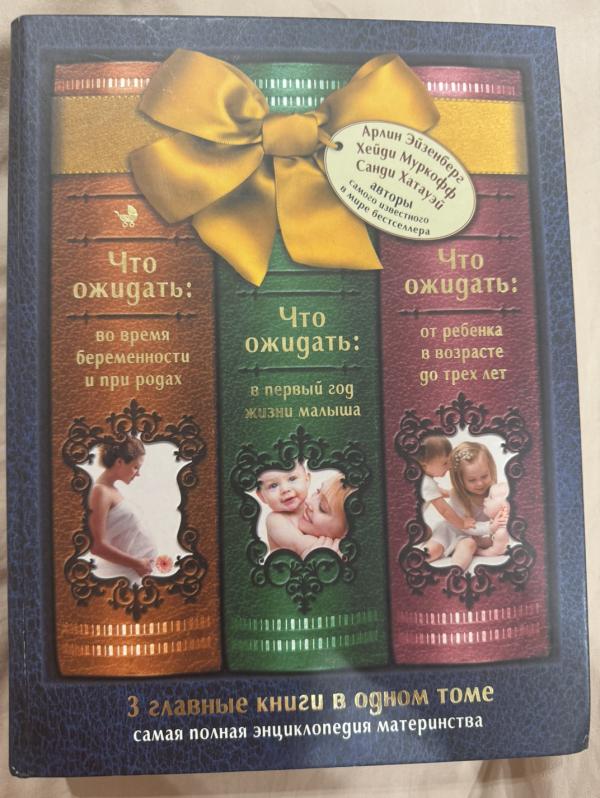 Арлин Эйзенберг
Хейди Муркофф
Санди Хатауэй
авторы
самого известного
в мире бестселлера
Что
ожидать:
во время
беременности
и при родах
Что
ожидать:
в первый год
жизни малыша
Что
ожидать:
от ребенка
в возрасте
до трех лет
3 главные книги в одном томе
самая полная энциклопедия материнства